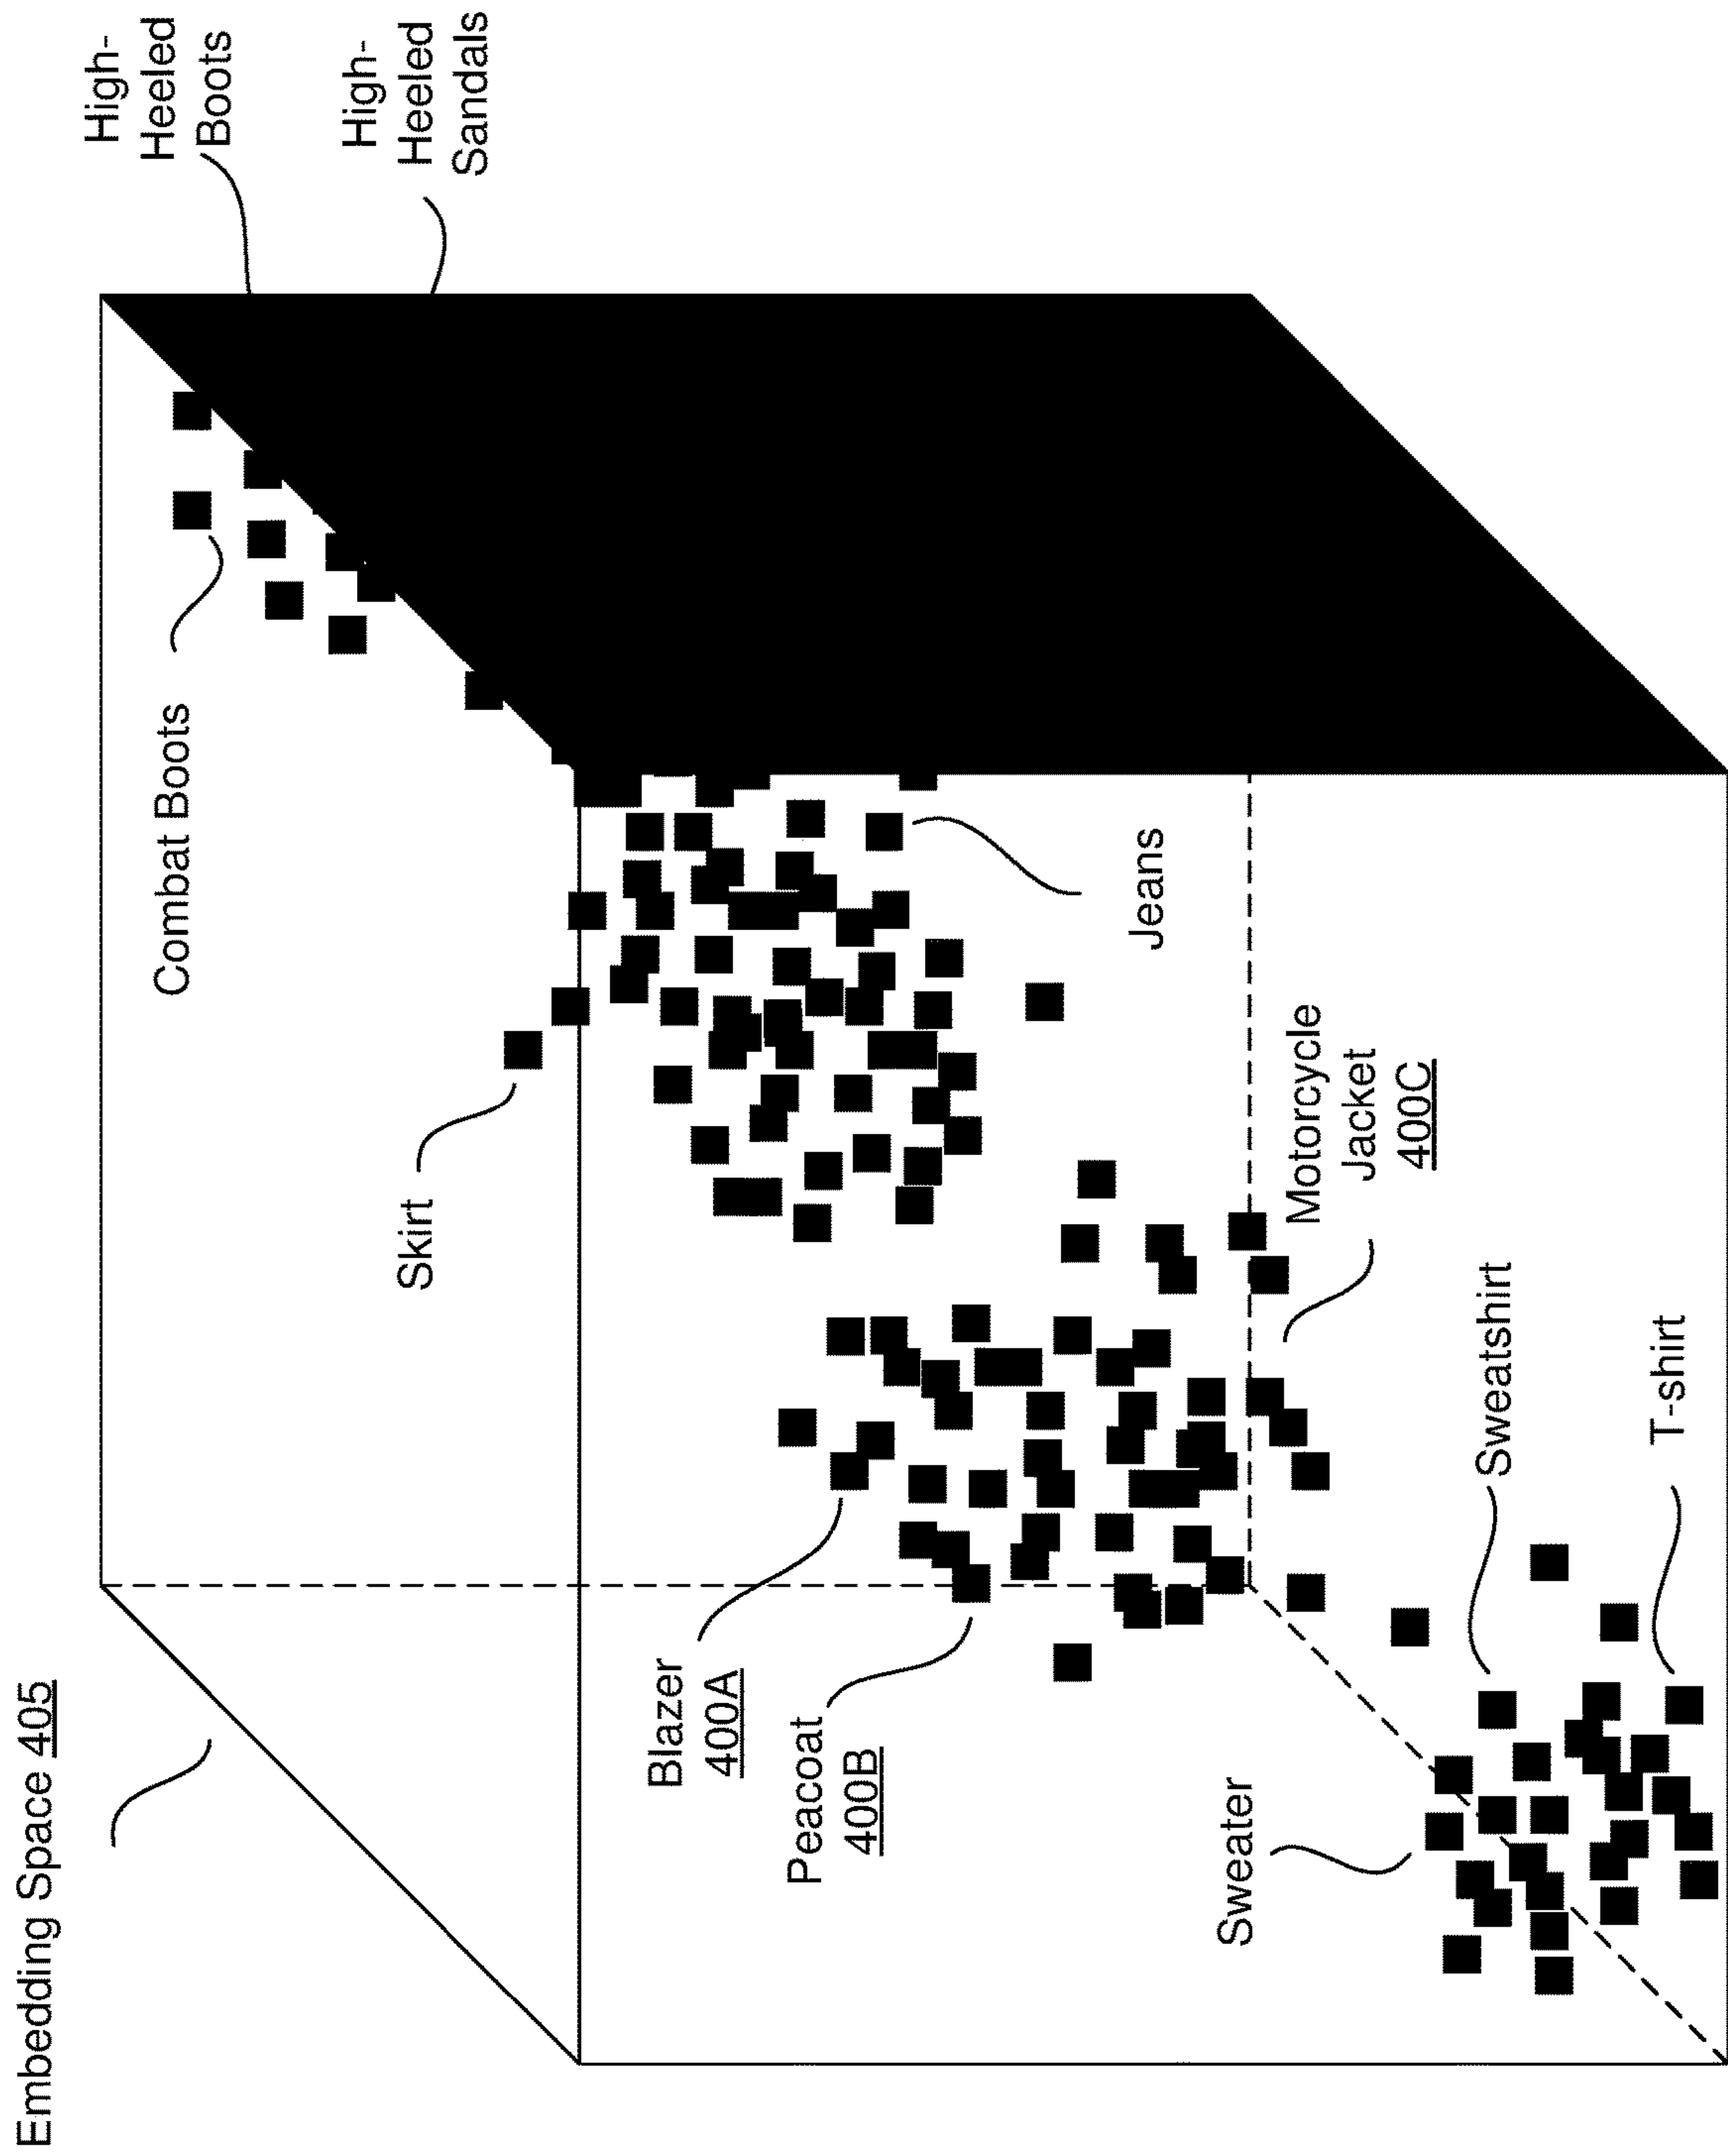 Embedding Space 405
High-
Heeled
Boots
High-
Heeled
Sandals
Combat Boots
Skirt
Blazer
400A
Peacoat
400B
Jeans
Motorcycle
Jacket
400C
Sweater
Sweatshirt
T-shirt